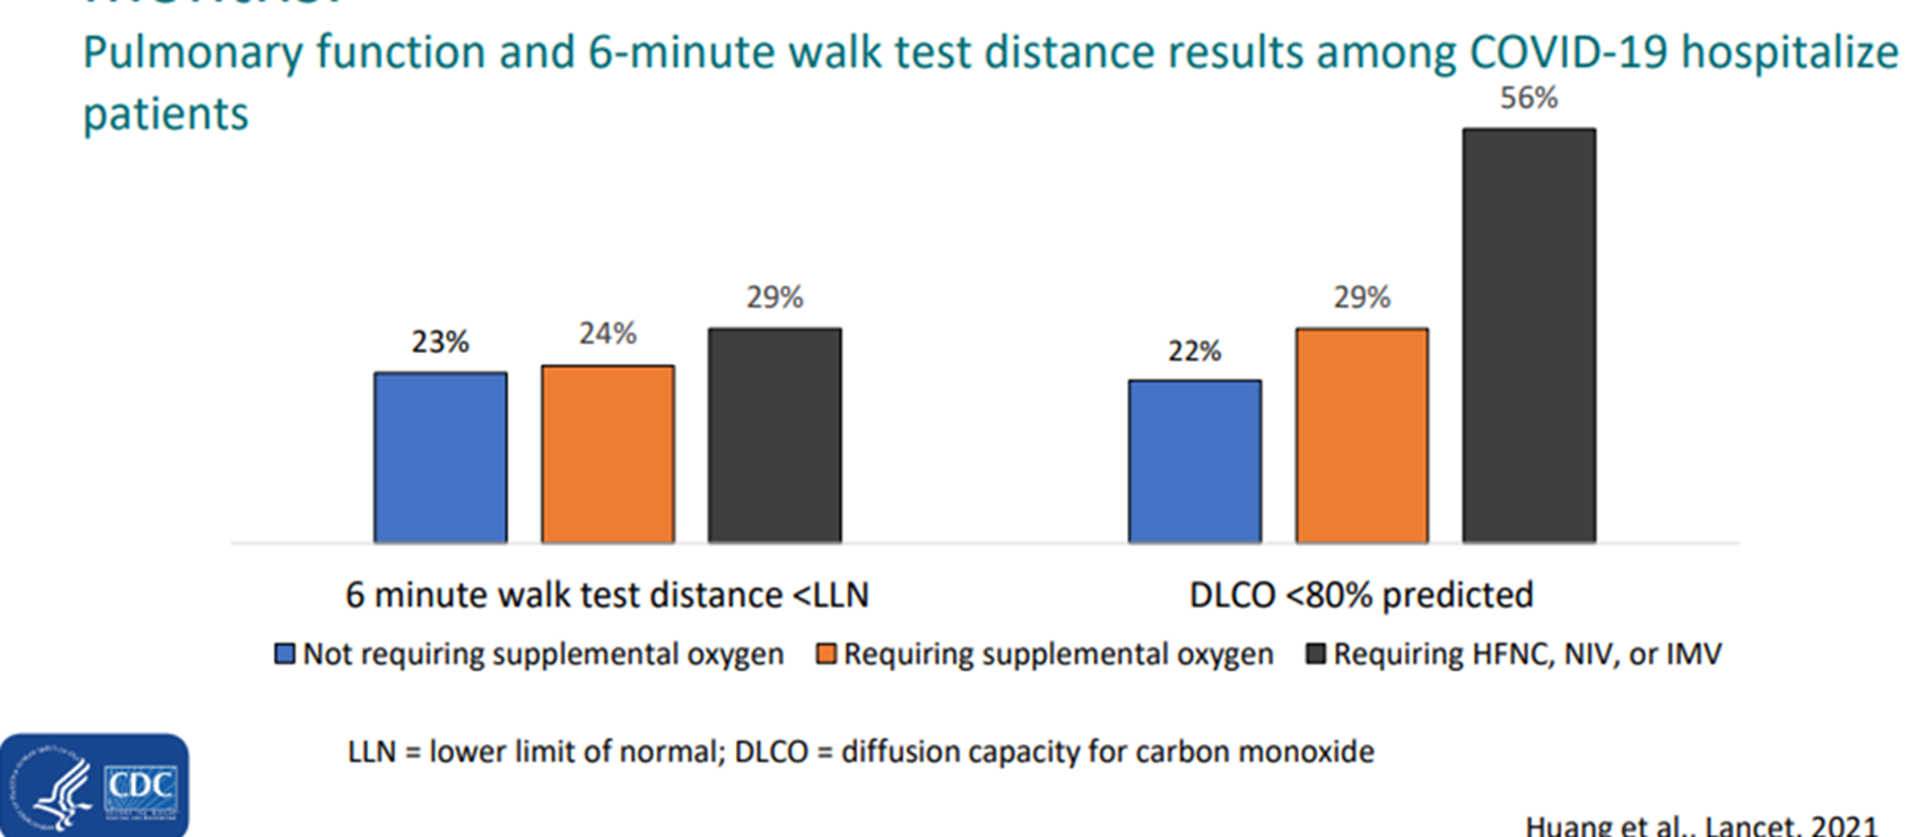 Pulmonary function and 6-minute walk test distance results among COVID-19 hospitalize
patients
56%
29%
29%
24%
23%
22%
6 minute walk test distance <LLN
DLCO <80% predicted
Not requiring supplemental oxygen
Requiring supplemental oxygen
Requiring HFNC, NIV, or IMV
LLN = lower limit of normal; DLCO = diffusion capacity for carbon monoxide
CDC
Huang et al., Lancet, 2021